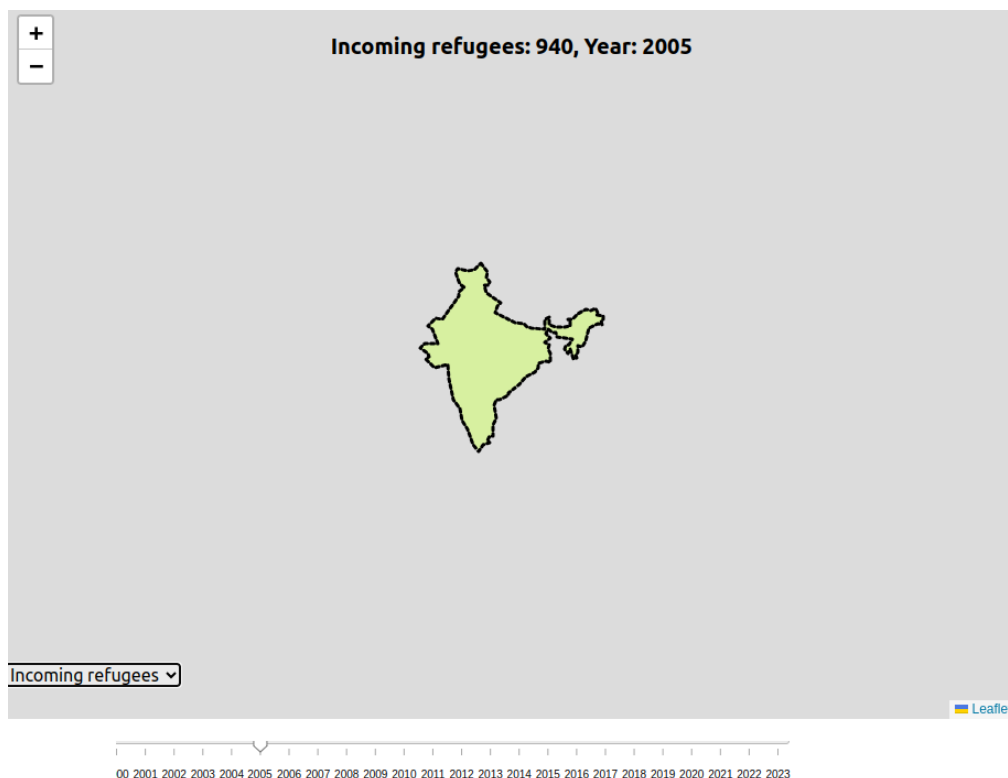 +
Incoming refugees: 940, Year: 2005
−
Incoming refugees
Leafle
00 2001 2002 2003 2004 2005 2006 2007 2008 2009 2010 2011 2012 2013 2014 2015 2016 2017 2018 2019 2020 2021 2022 2023